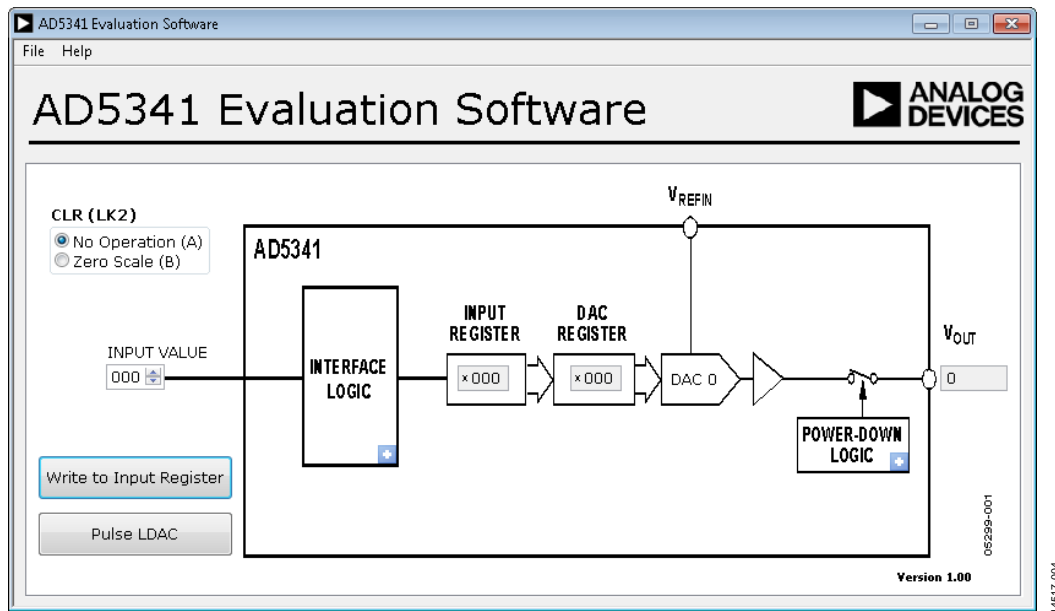 AD5341 Evaluation Software
File Help
AD5341 Evaluation Software
ANALOG
DEVICES
CLR (LK2)
No Operation (A)
Zero Scale (B)
VREFIN
AD5341
INPUT VALUE
000
INTERFACE
LOGIC
INPUT
REGISTER
×000
DAC
REGISTER
×000
DAC 0
VOUT
0
POWER-DOWN
LOGIC
Write to Input Register
Pulse LDAC
05299-001
Version 1.00